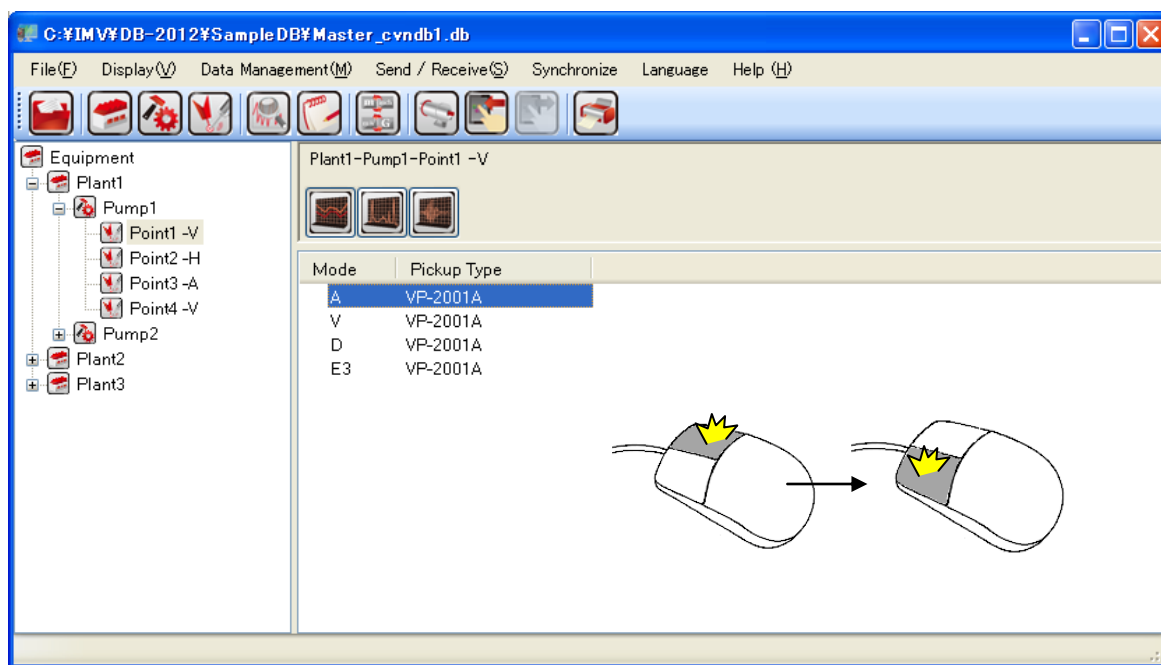 C:¥IMV¥DB-2012¥SampleDB¥Master_cvndb1.db
File(F) Display(V) Data Management(M) Send / Receive(S) Synchronize Language Help (H)
Equipment
Plant1
Pump1
Point1 -V
Point2 -H
Point3 -A
Point4 -V
Pump2
Plant2
Plant3
Plant1-Pump1-Point1 -V
Mode Pickup Type
A VP-2001A
V VP-2001A
D VP-2001A
E3 VP-2001A